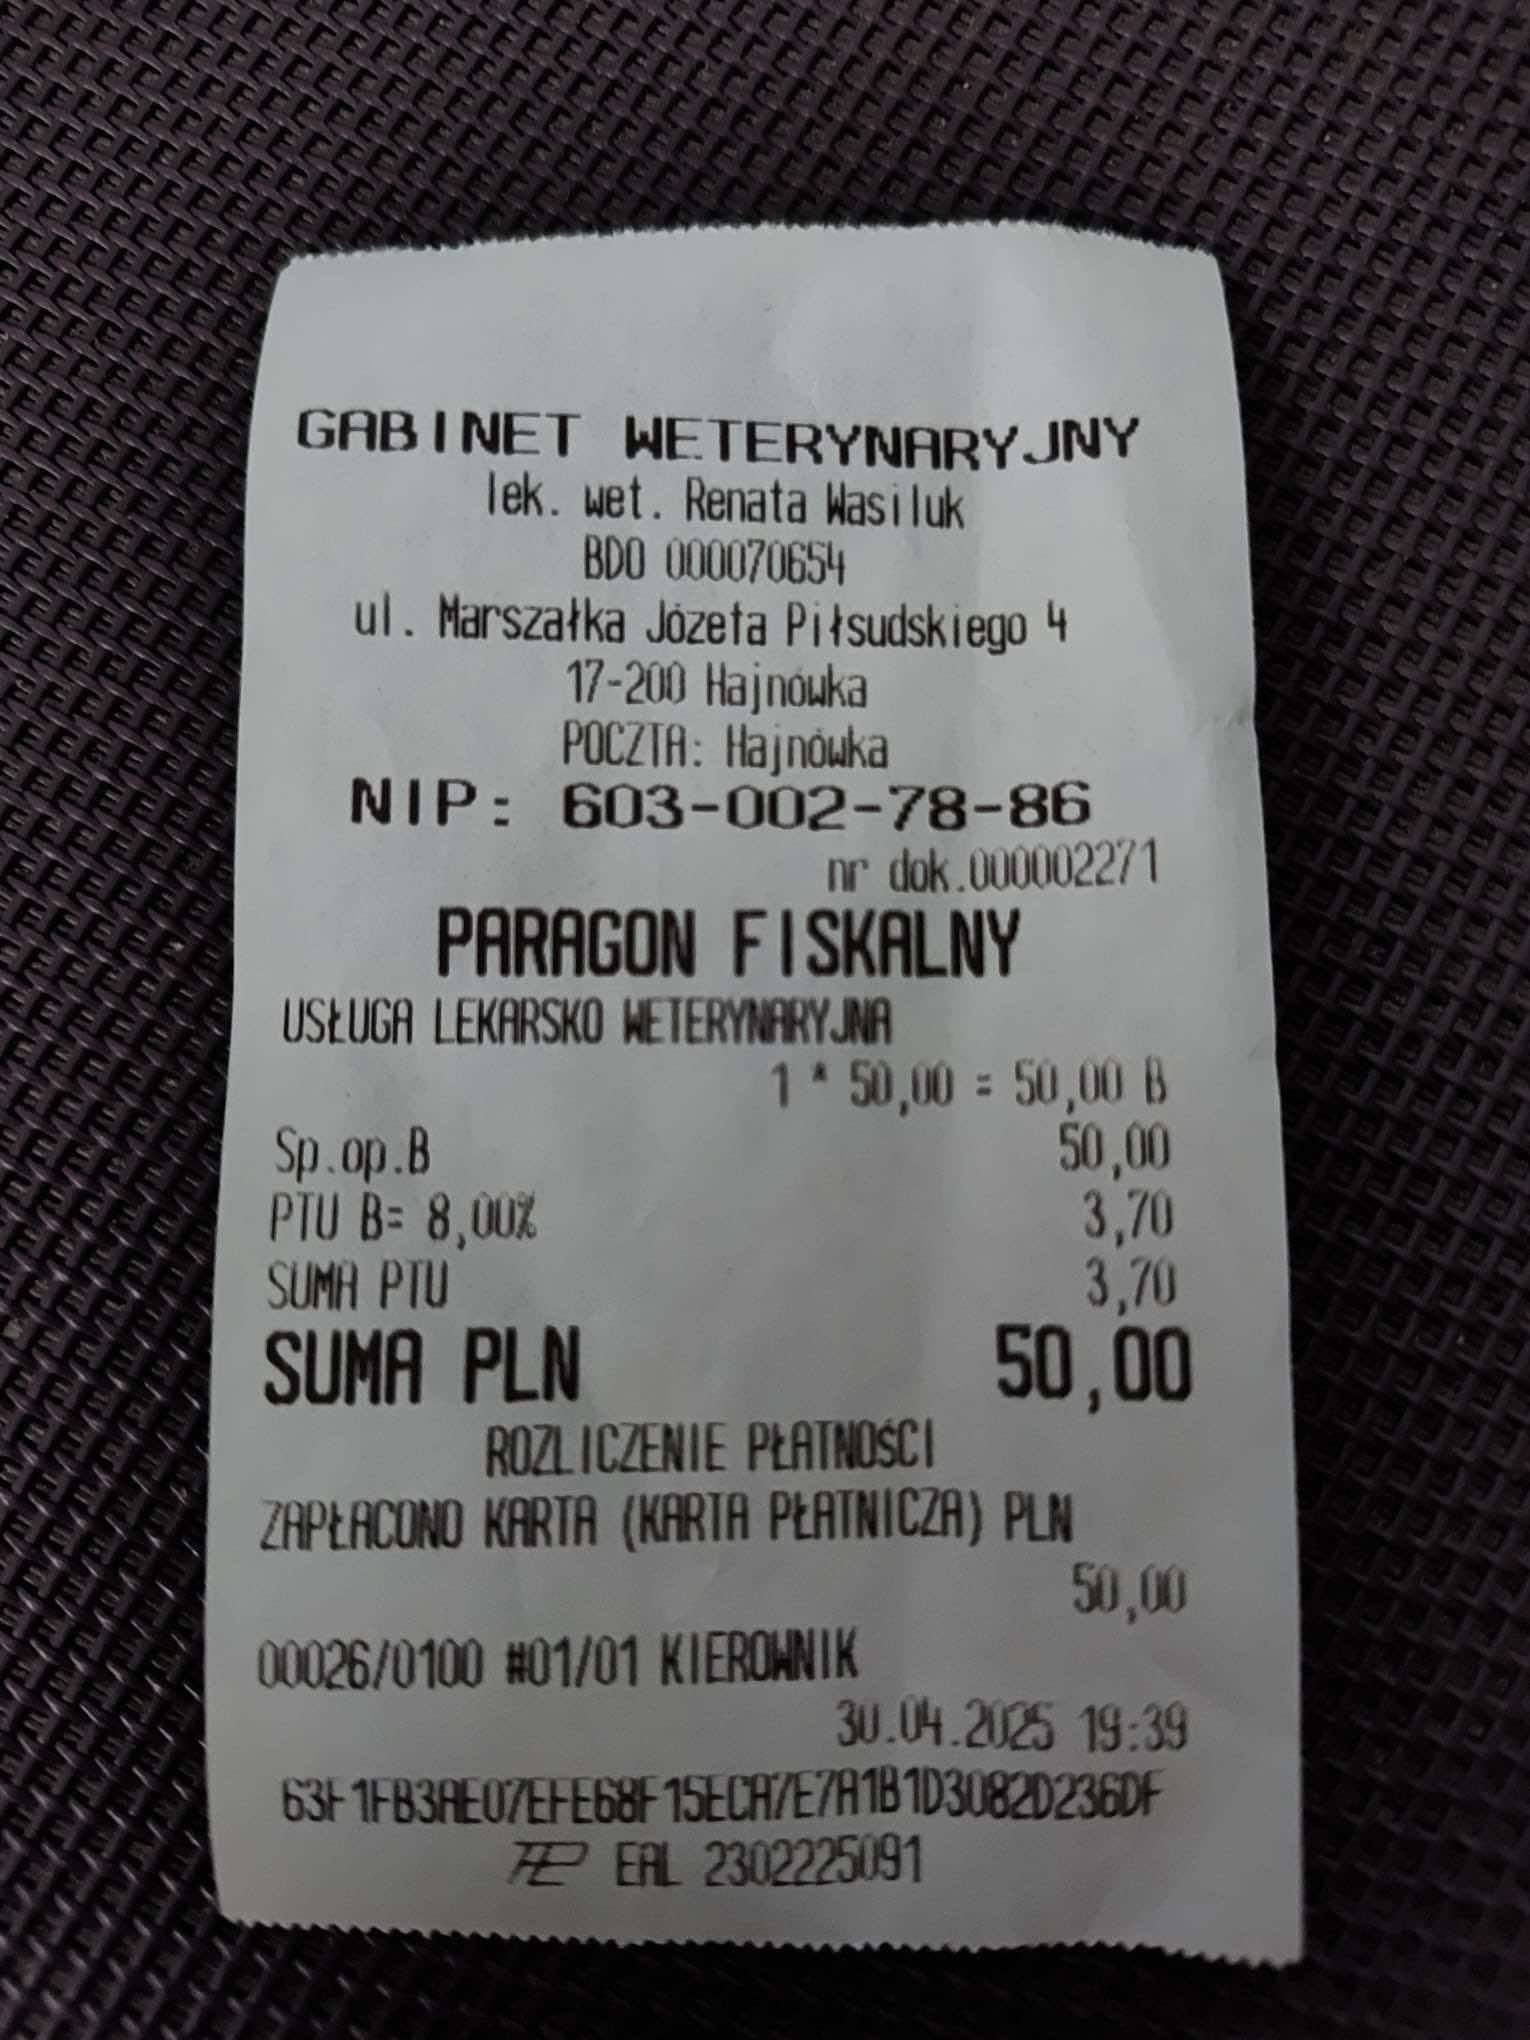 GABINET WETERYNARYJNY
lek. wet. Renata Wasiluk
BDO 000070654
ul. Marszałka Józefa Piłsudskiego 4
17-200 Hajnówka
POCZTA: Hajnówka
NIP: 603-002-78-86
nr dok.000002271
PARAGON FISKALNY
USŁUGA LEKARSKO WETERYNARYJNA
1 * 50,00 = 50,00 B
Sp.op.B 50,00
PTU B= 8,00% 3,70
SUMA PTU 3,70
SUMA PLN 50,00
ROZLICZENIE PŁATNOŚCI
ZAPŁACONO KARTA (KARTA PŁATNICZA) PLN
50,00
00026/0100 #01/01 KIEROWNIK
30.04.2025 19:39
63F1FB3AE07EFE68F15ECA7E7A1B1D3082D236DF
EAL 2302225091